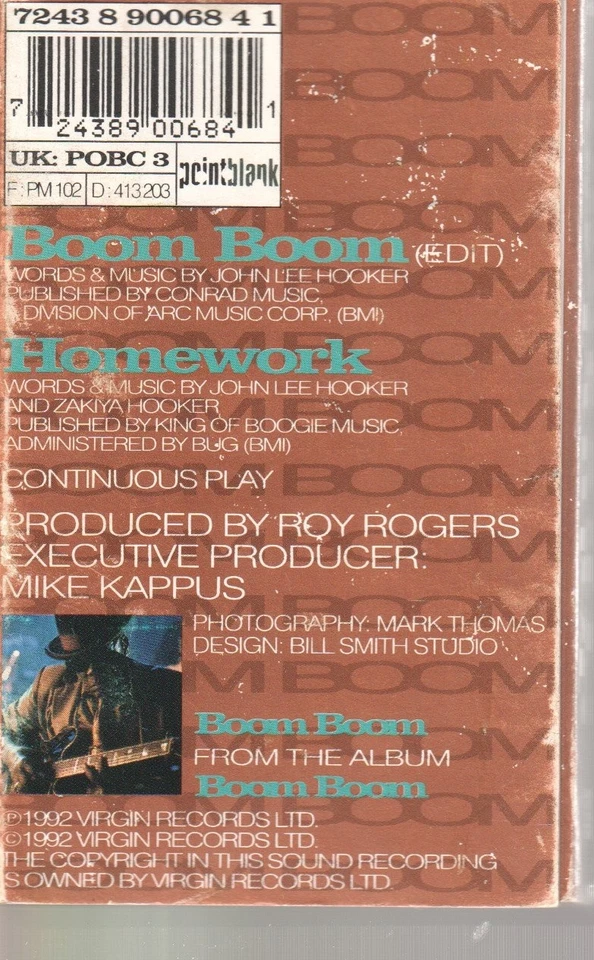 7243 8 90068 4 1
7 24389 00684 1
UK: POBC 3
F: PM 102 D: 413203
pointblank
Boom Boom (EDIT)
WORDS & MUSIC BY JOHN LEE HOOKER
PUBLISHED BY CONRAD MUSIC,
DIVISION OF ARC MUSIC CORP. (BMI)
Homework
WORDS & MUSIC BY JOHN LEE HOOKER
AND ZAKIYA HOOKER
PUBLISHED BY KING OF BOOGIE MUSIC,
ADMINISTERED BY BUG (BMI)
CONTINUOUS PLAY
PRODUCED BY ROY ROGERS
EXECUTIVE PRODUCER:
MIKE KAPPUS
PHOTOGRAPHY: MARK THOMAS
DESIGN: BILL SMITH STUDIO
Boom Boom
FROM THE ALBUM
Boom Boom
℗1992 VIRGIN RECORDS LTD.
©1992 VIRGIN RECORDS LTD.
THE COPYRIGHT IN THIS SOUND RECORDING
IS OWNED BY VIRGIN RECORDS LTD.